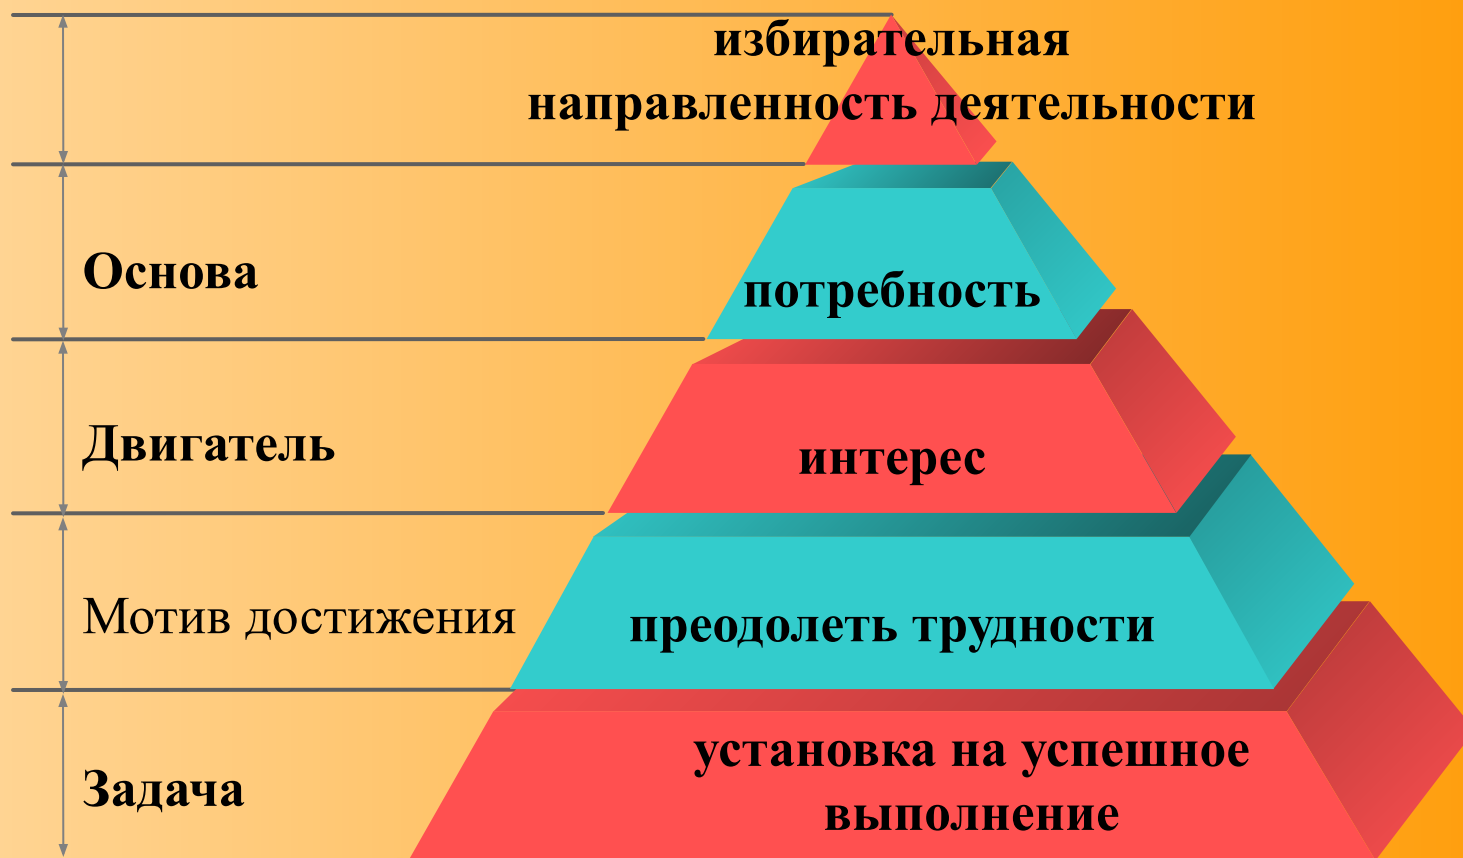 избирательная
направленность деятельности
Основа
потребность
Двигатель
интерес
Мотив достижения
преодолеть трудности
Задача
установка на успешное
выполнение